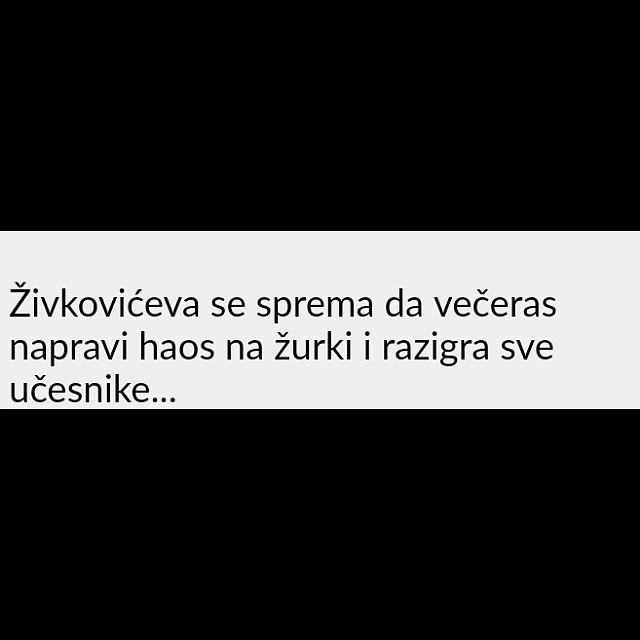 Živkovićeva se sprema da večeras
napravi haos na žurki i razigra sve
učesnike...